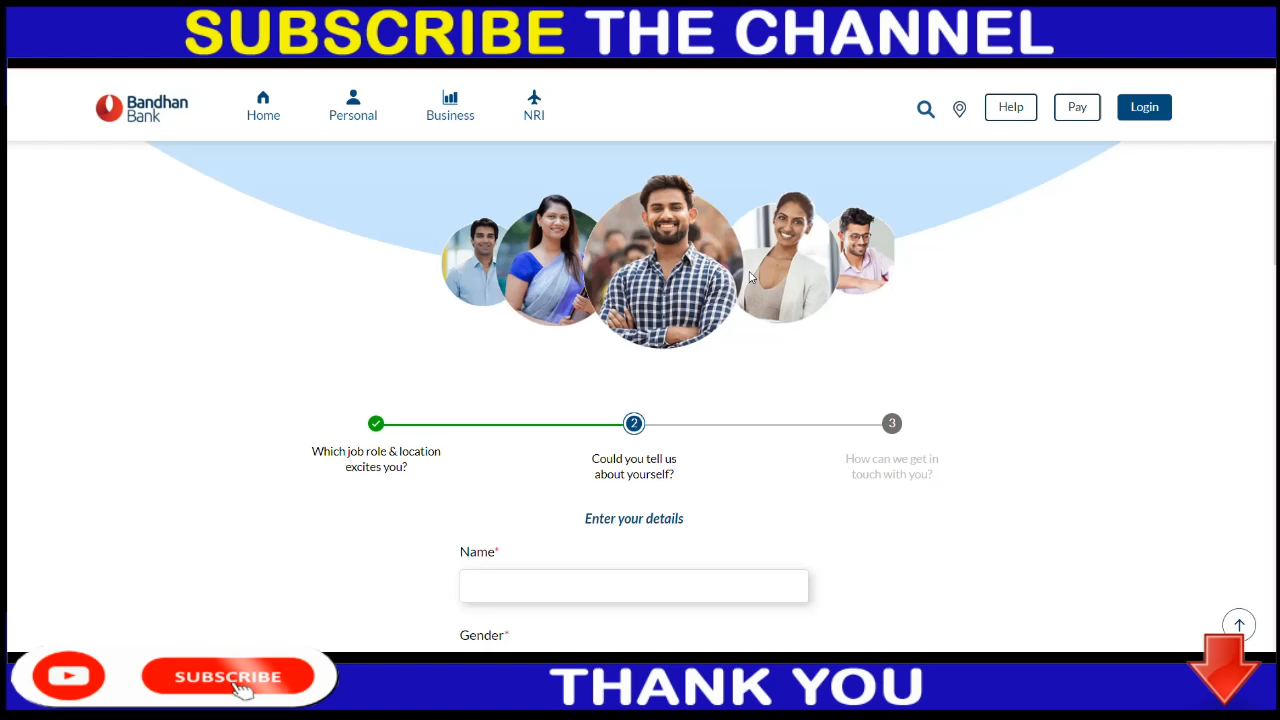 SUBSCRIBE THE CHANNEL
Bandhan
Bank
Home
Personal
Business
NRI
Help
Pay
Login
2
3
Which job role & location
excites you?
Could you tell us
about yourself?
How can we get in
touch with you?
Enter your details
Name*
Gender*
SUBSCRIBE
THANK YOU